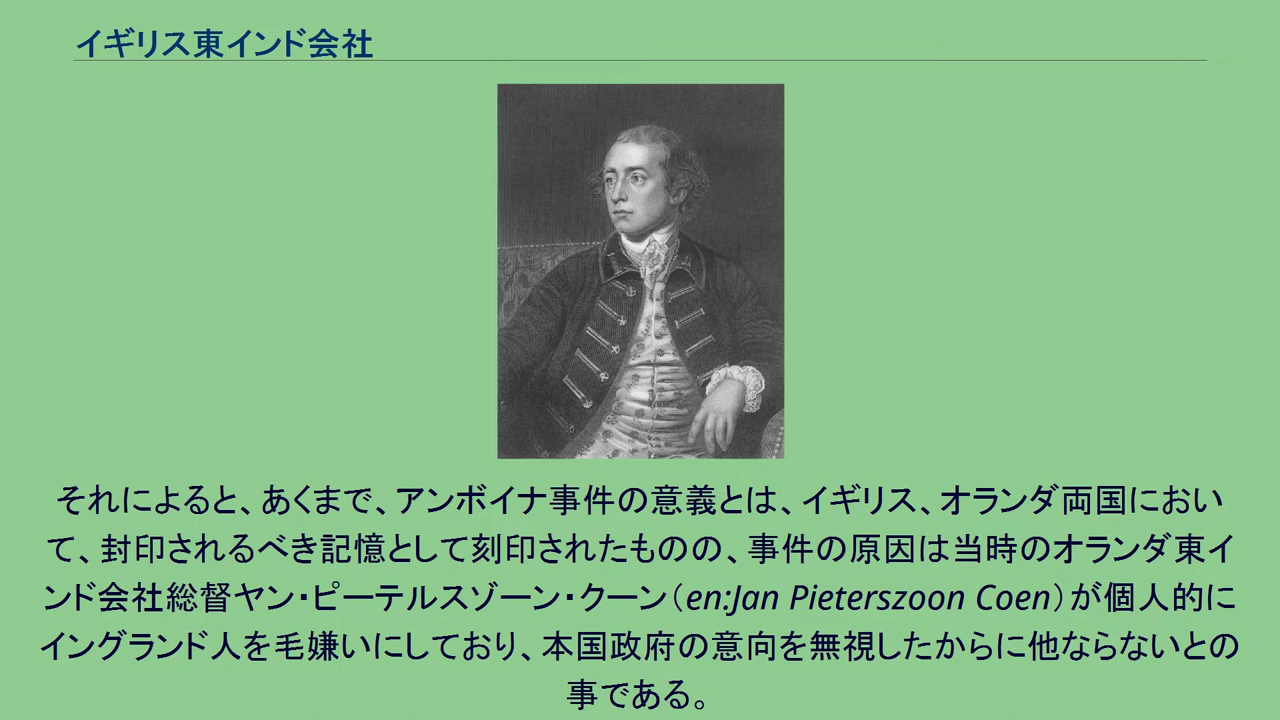 イギリス東インド会社
それによると、あくまで、アンボイナ事件の意義とは、イギリス、オランダ両国におい
て、封印されるべき記憶として刻印されたものの、事件の原因は当時のオランダ東イ
ンド会社総督ヤン・ピーテルスゾーン・クーン（en:Jan Pieterszoon Coen）が個人的に
イングランド人を毛嫌いにしており、本国政府の意向を無視したからに他ならないとの
事である。